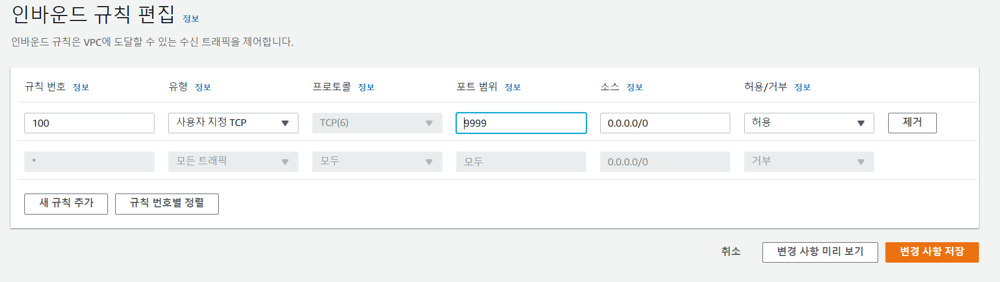 인바운드 규칙 편집 정보
인바운드 규칙은 VPC에 도달할 수 있는 수신 트래픽을 제어합니다.
규칙 번호 정보 유형 정보 프로토콜 정보 포트 범위 정보 소스 정보 허용/거부 정보
100 사용자 지정 TCP TCP(6) 9999 0.0.0.0/0 허용 제거
* 모든 트래픽 모두 모두 0.0.0.0/0 거부
새 규칙 추가 규칙 번호별 정렬
취소 변경 사항 미리 보기 변경 사항 저장